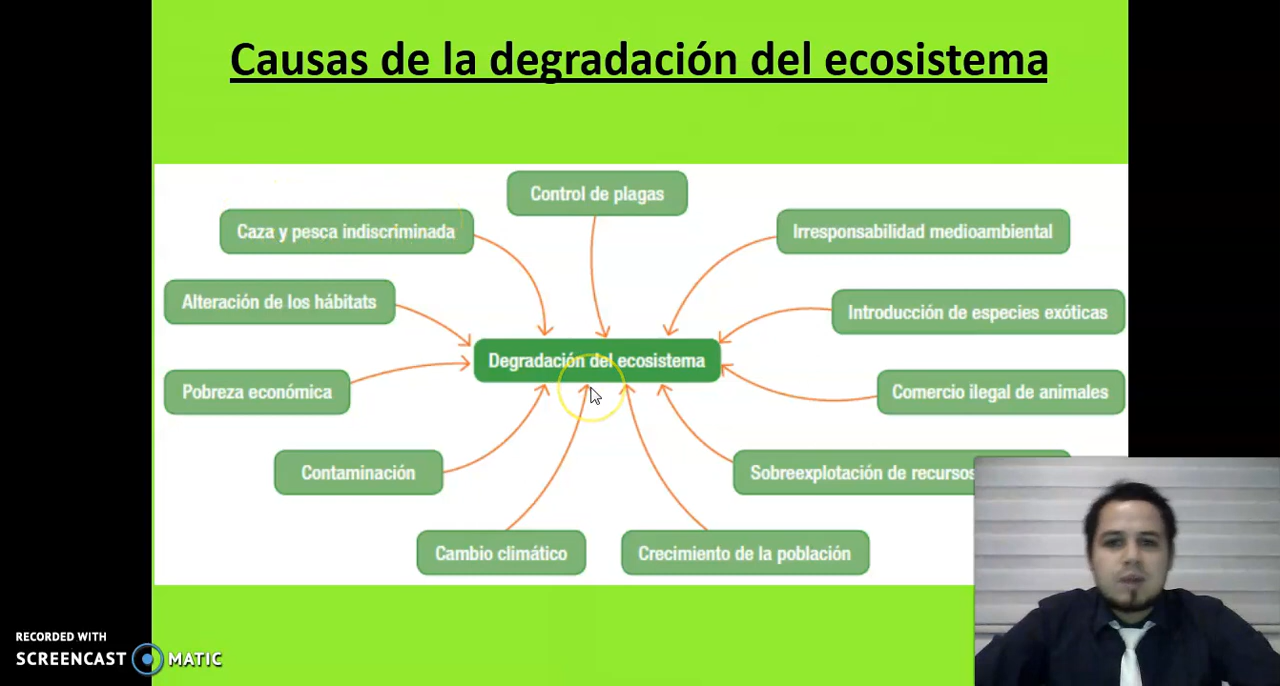 Causas de la degradación del ecosistema
Control de plagas
Caza y pesca indiscriminada
Irresponsabilidad medioambiental
Alteración de los hábitats
Introducción de especies exóticas
Degradación del ecosistema
Pobreza económica
Comercio ilegal de animales
Contaminación
Sobreexplotación de recursos
Cambio climático
Crecimiento de la población
RECORDED WITH
SCREENCAST MATIC